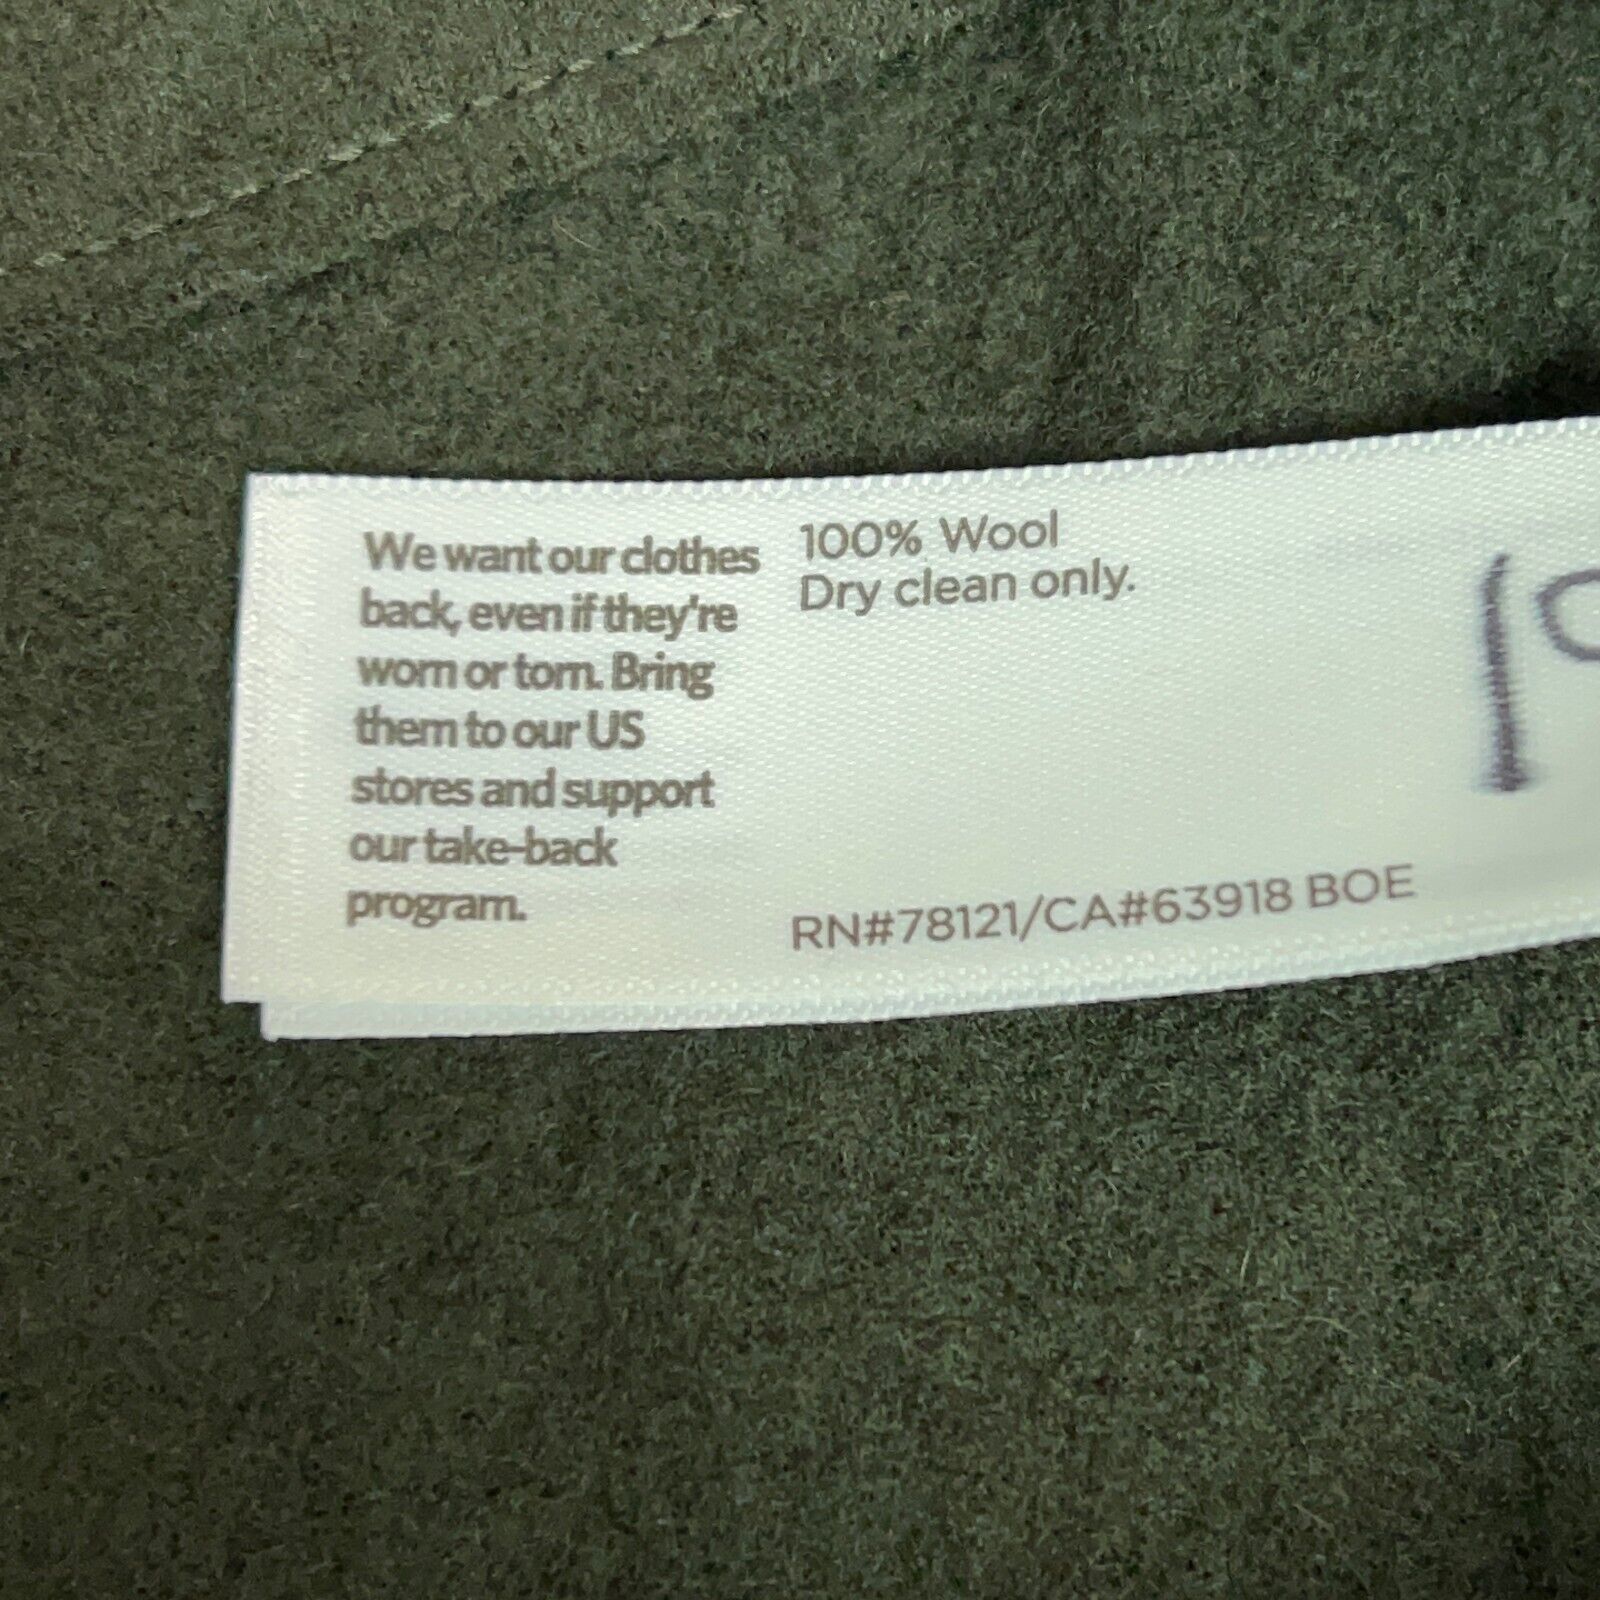 We want our clothes
back, even if they're
worn or torn. Bring
them to our US
stores and support
our take-back
program.
100% Wool
Dry clean only.
RN#78121/CA#63918 BOE